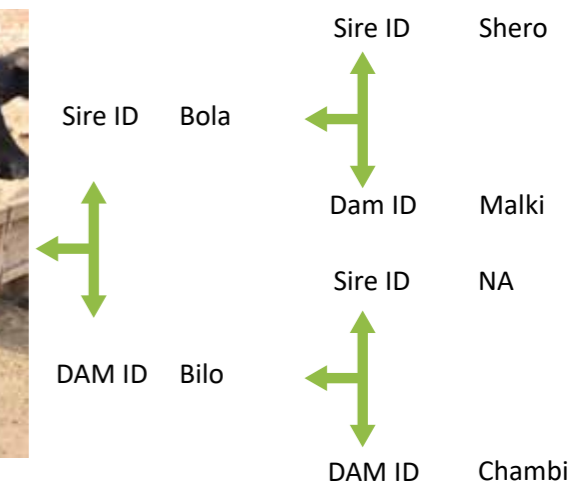 Sire ID Shero
Sire ID Bola
Dam ID Malki
Sire ID NA
DAM ID Bilo
DAM ID Chambi